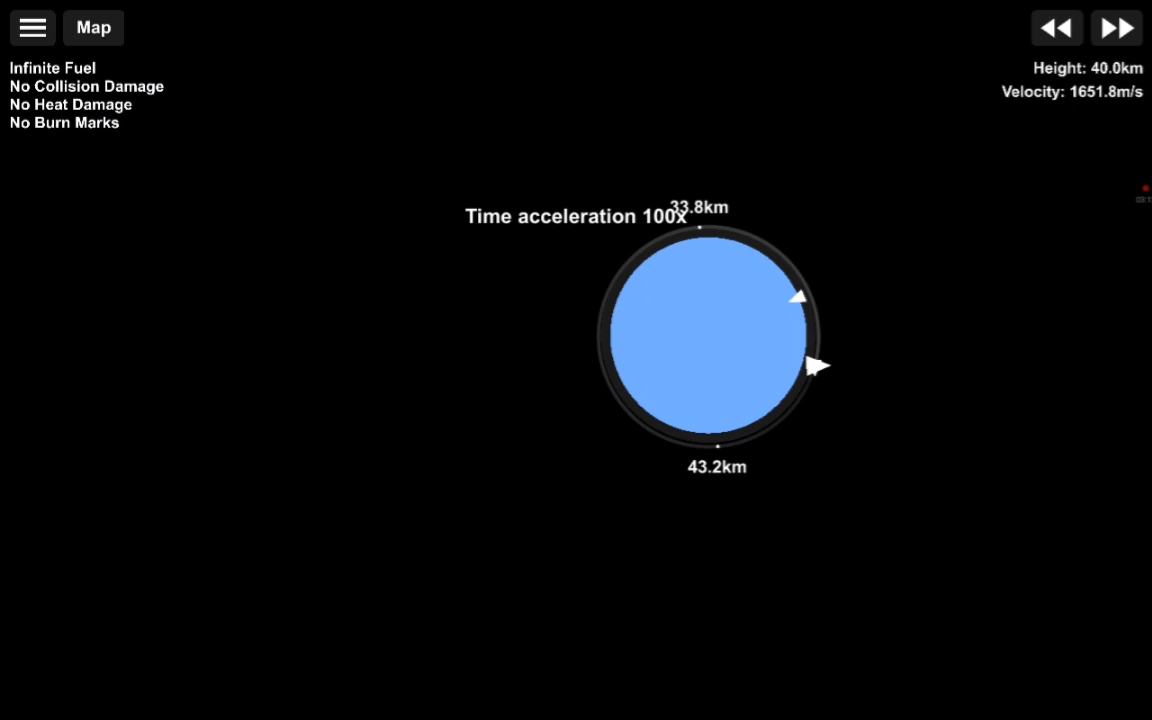 Map
Infinite Fuel
No Collision Damage
No Heat Damage
No Burn Marks
Height: 40.0km
Velocity: 1651.8m/s
33.8km
Time acceleration 100x
43.2km